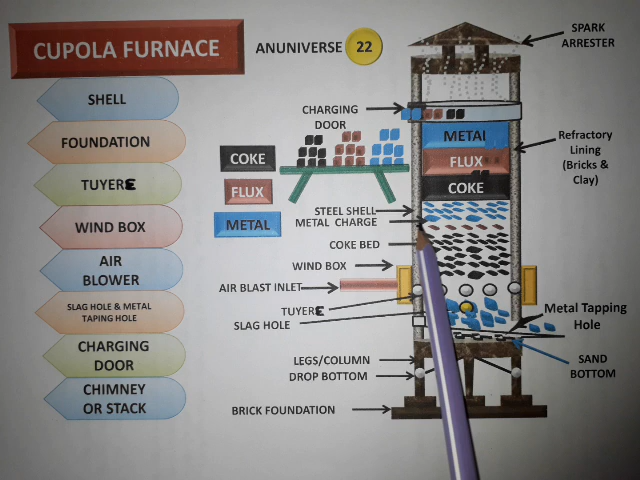 CUPOLA FURNACE
ANUNIVERSE 22
SHELL
FOUNDATION
TUYERE
WIND BOX
AIR
BLOWER
SLAG HOLE & METAL
TAPING HOLE
CHARGING
DOOR
CHIMNEY
OR STACK
COKE
FLUX
METAL
CHARGING
DOOR
STEEL SHELL
METAL CHARGE
COKE BED
WIND BOX
AIR BLAST INLET
TUYERE
SLAG HOLE
LEGS/COLUMN
DROP BOTTOM
BRICK FOUNDATION
METAL
FLUX
COKE
SPARK
ARRESTER
Refractory
Lining
(Bricks &
Clay)
Metal Tapping
Hole
SAND
BOTTOM